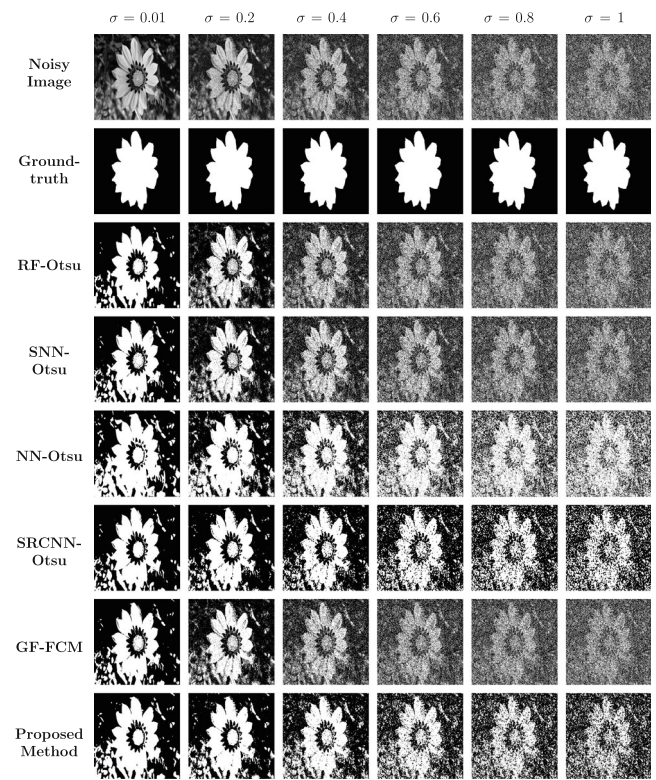 σ = 0.01 σ = 0.2 σ = 0.4 σ = 0.6 σ = 0.8 σ = 1
Noisy
Image
Ground-
truth
RF-Otsu
SNN-
Otsu
NN-Otsu
SRCNN-
Otsu
GF-FCM
Proposed
Method